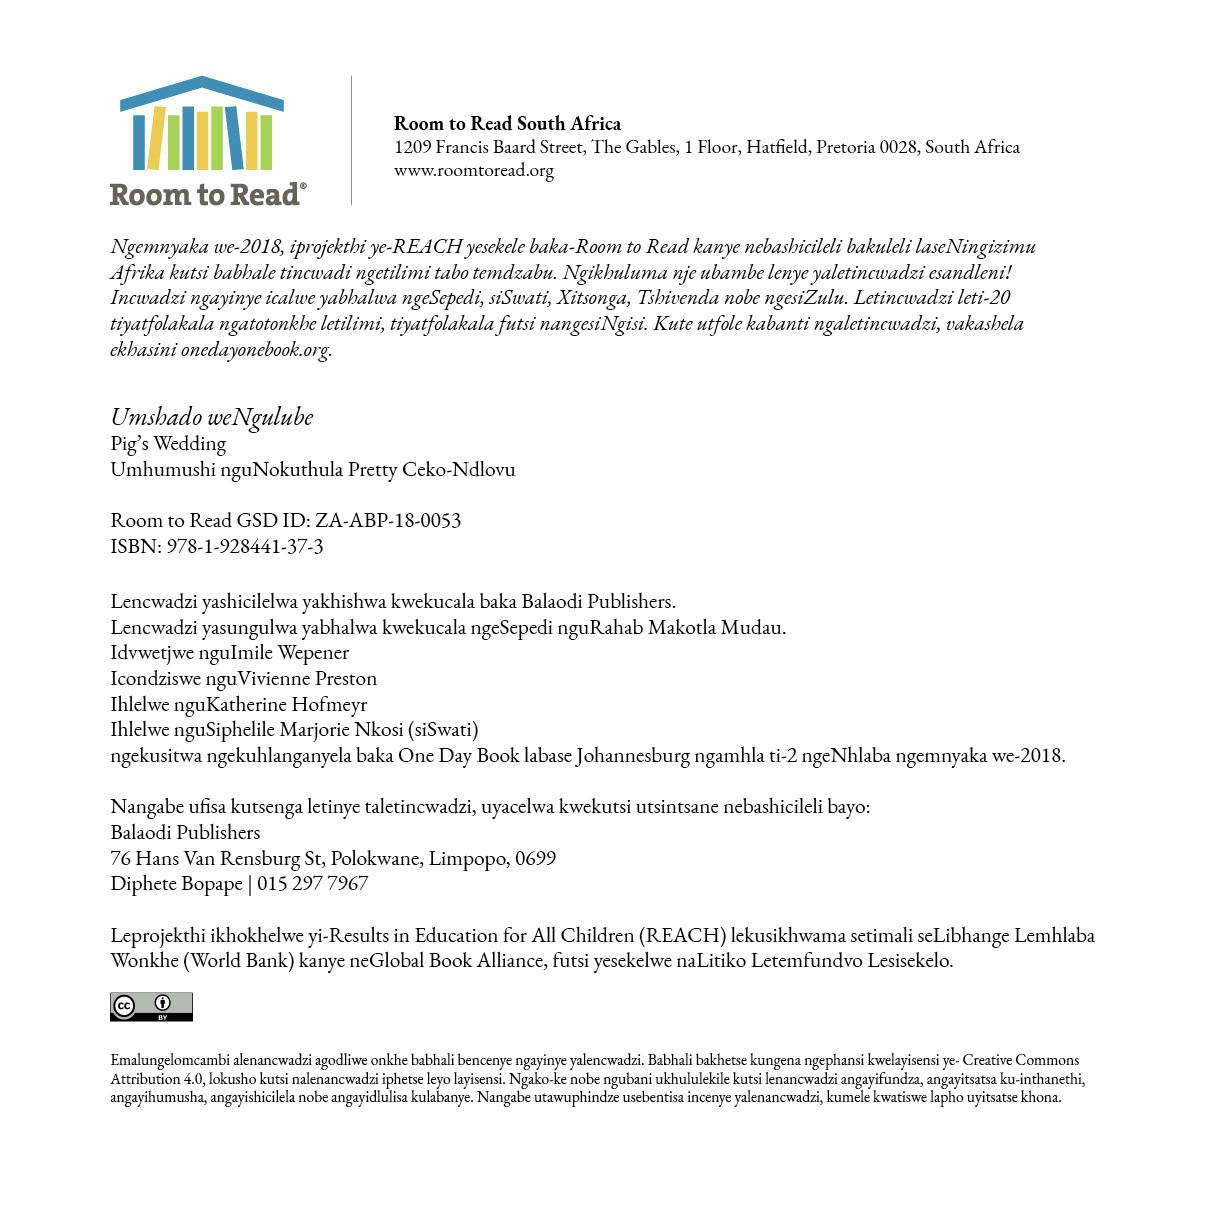 Room to Read®
Room to Read South Africa
1209 Francis Baard Street, The Gables, 1 Floor, Hatfield, Pretoria 0028, South Africa
www.roomtoread.org
Ngemnyaka we-2018, iprojekthi ye-REACH yesekele baka-Room to Read kanye nebashicileli bakuleli laseNingizimu
Afrika kutsi babhale tincwadi ngetilimi tabo temdzabu. Ngikhuluma nje ubambe lenye yaletincwadzi esandleni!
Incwadzi ngayinye icalwe yabhalwa ngeSepedi, siSwati, Xitsonga, Tshivenda nobe ngesiZulu. Letincwadzi leti-20
tiyatfolakala ngatotonkhe letilimi, tiyatfolakala futsi nangesiNgisi. Kute utfole kabanti ngaletincwadzi, vakashela
ekhasini onedayonebook.org.
Umshado weNgulube
Pig’s Wedding
Umhumushi nguNokuthula Pretty Ceko-Ndlovu
Room to Read GSD ID: ZA-ABP-18-0053
ISBN: 978-1-928441-37-3
Lencwadzi yashicilelwa yakhishwa kwekucala baka Balaodi Publishers.
Lencwadzi yasungulwa yabhalwa kwekucala ngeSepedi nguRahab Makotla Mudau.
Idvwetjwe nguImile Wepener
Icondziswe nguVivienne Preston
Ihlelwe nguKatherine Hofmeyr
Ihlelwe nguSiphelile Marjorie Nkosi (siSwati)
ngekusitwa ngekuhlanganyela baka One Day Book labase Johannesburg ngamhla ti-2 ngeNhlaba ngemnyaka we-2018.
Nangabe ufisa kutsenga letinye taletincwadzi, uyacelwa kwekutsi utsintsane nebashicileli bayo:
Balaodi Publishers
76 Hans Van Rensburg St, Polokwane, Limpopo, 0699
Diphete Bopape | 015 297 7967
Leprojekthi ikhokhelwe yi-Results in Education for All Children (REACH) lekusikhwama setimali seLibhange Lemhlaba
Wonkhe (World Bank) kanye neGlobal Book Alliance, futsi yesekelwe naLitiko Letemfundvo Lesisekelo.
cc BY
Emalungelomcambi alenancwadzi agodliwe onkhe babhali bencenye ngayinye yalencwadzi. Babhali bakhetse kungena ngephansi kwelayisensi ye- Creative Commons
Attribution 4.0, lokusho kutsi nalenancwadzi iphetse leyo layisensi. Ngako-ke nobe ngubani ukhululekile kutsi lenancwadzi angayifundza, angayitsatsa ku-inthanethi,
angayihumusha, angayishicilela nobe angayidlulisa kulabanye. Nangabe utawuphindze usebentisa incenye yalenancwadzi, kumele kwatiswe lapho uyitsatse khona.